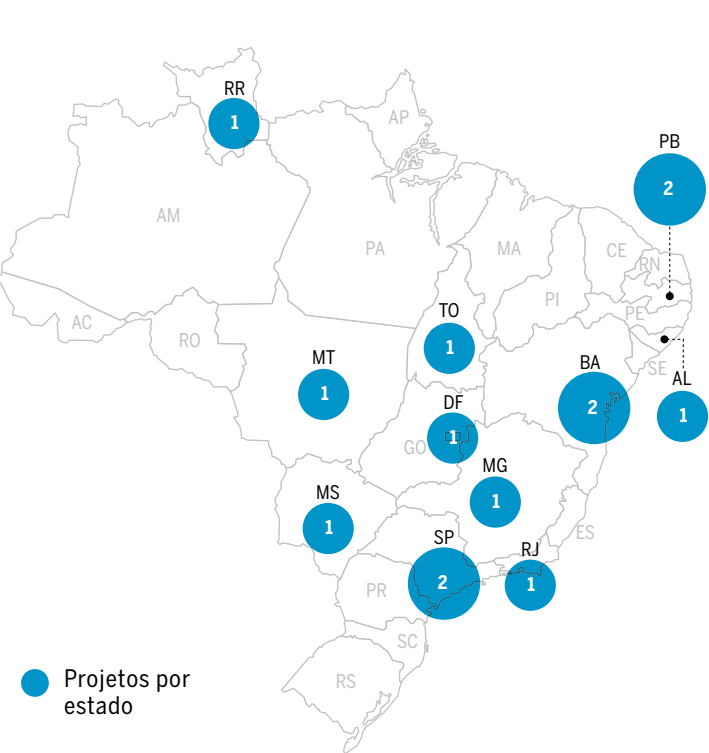 RR
1
AP
PB
2
AM
PA
MA
CE
RN
PI
PE
AC
RO
TO
1
MT
1
BA
2
SE
AL
1
DF
1
GO
MG
1
MS
1
ES
SP
2
RJ
1
PR
SC
RS
Projetos por
estado